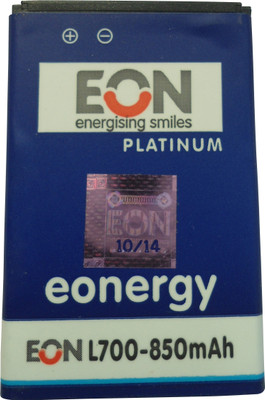 EON
energising smiles
PLATINUM
EON
10/14
eonergy
EON L700-850mAh